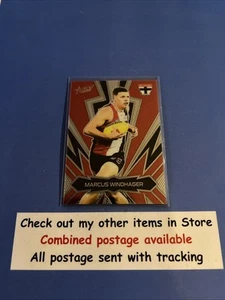 MARCUS WINDHAGER
Check out my other items in Store
Combined postage available
All postage sent with tracking